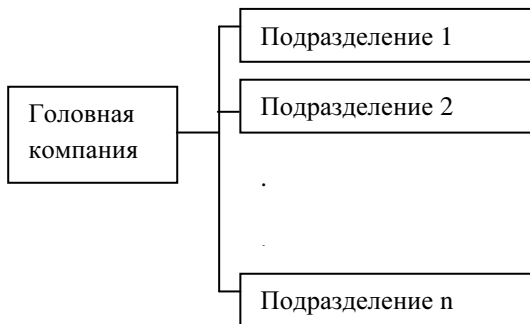 Подразделение 1
Головная
компания
Подразделение 2
.
.
Подразделение n